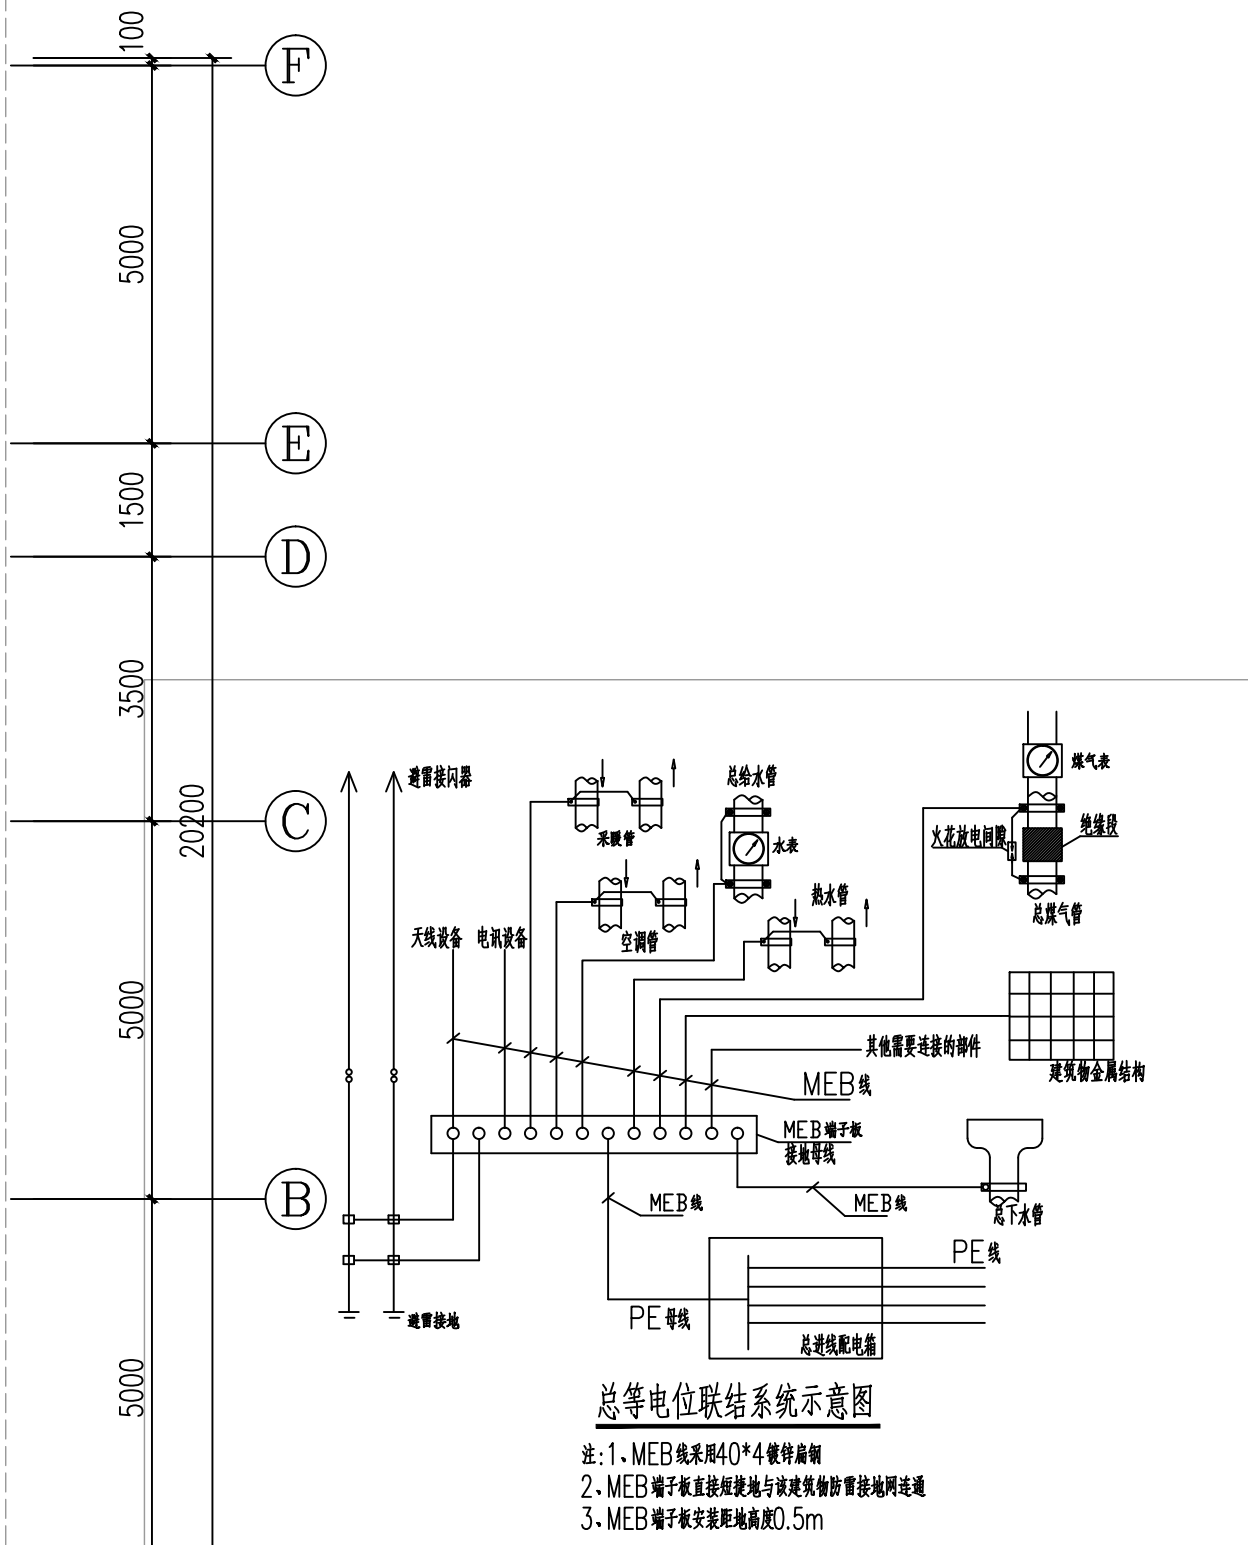 100
F
5000
E
1500
D
3500
C
20200
5000
B
5000
避雷接闪器
采暖管
总给水管
水表
煤气表
火花放电间隙
绝缘段
总煤气管
天线设备
电讯设备
空调管
热水管
其他需要连接的部件
建筑物金属结构
MEB线
MEB端子板
接地母线
MEB线
MEB线
总下水管
PE线
PE母线
避雷接地
总进线配电箱
总等电位联结系统示意图
注:1、MEB线采用40*4镀锌扁钢
2、MEB端子板直接短捷地与该建筑物防雷接地网连通
3、MEB端子板安装距地高度0.5m